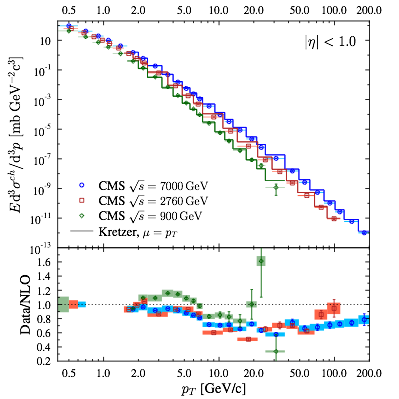 0.5 1.0 2.0 5.0 10.0 20.0 50.0 100.0 200.0
|η| < 1.0
10
10⁻¹
10⁻³
10⁻⁵
10⁻⁷
10⁻⁹
10⁻¹¹
10⁻¹³
E d³σ^{ch}/d³p [mb GeV⁻²c³]
CMS √s = 7000 GeV
CMS √s = 2760 GeV
CMS √s = 900 GeV
Kretzer, μ = p_T
1.6
1.4
1.2
1.0
0.8
0.6
0.4
0.2
Data/NLO
0.5 1.0 2.0 5.0 10.0 20.0 50.0 100.0 200.0
p_T [GeV/c]